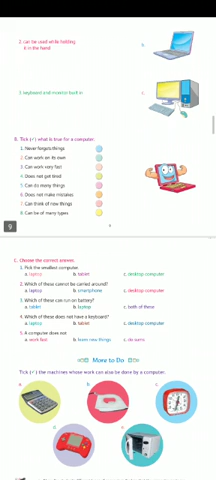 2. can be used while holding
it in the hand.
b.
3. keyboard and monitor built in
c.
B. Tick (✓) what is true for a computer.
1. Never forgets things
2. Can work on its own
3. Can work very fast
4. Does not get tired
5. Can do many things
6. Does not make mistakes
7. Can think of new things
8. Can be of many types
9
C. Choose the correct answer.
1. Pick the smallest computer.
a. laptop b. tablet c. desktop computer
2. Which of these cannot be carried around?
a. laptop b. smartphone c. desktop computer
3. Which of these can run on battery?
a. tablet b. laptop c. both of these
4. Which of these does not have a keyboard?
a. laptop b. tablet c. desktop computer
5. A computer does not
a. work fast b. learn new things c. do sums
More to Do
Tick (✓) the machines whose work can also be done by a computer.
a. b. c.